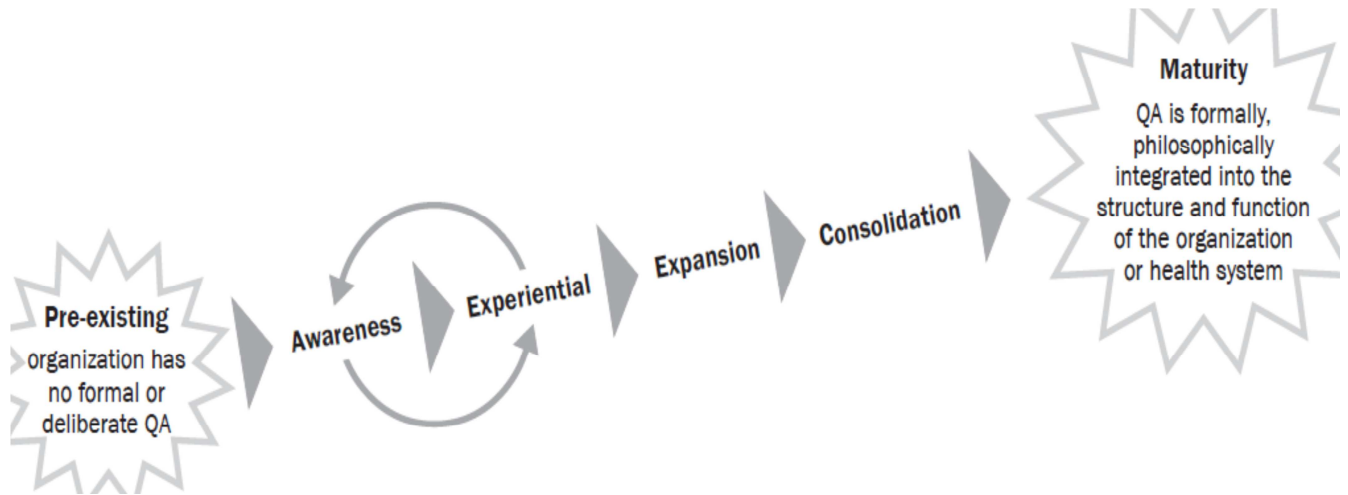 Pre-existing
organization has
no formal or
deliberate QA
Awareness
Experiential
Expansion
Consolidation
Maturity
QA is formally,
philosophically
integrated into the
structure and function
of the organization
or health system